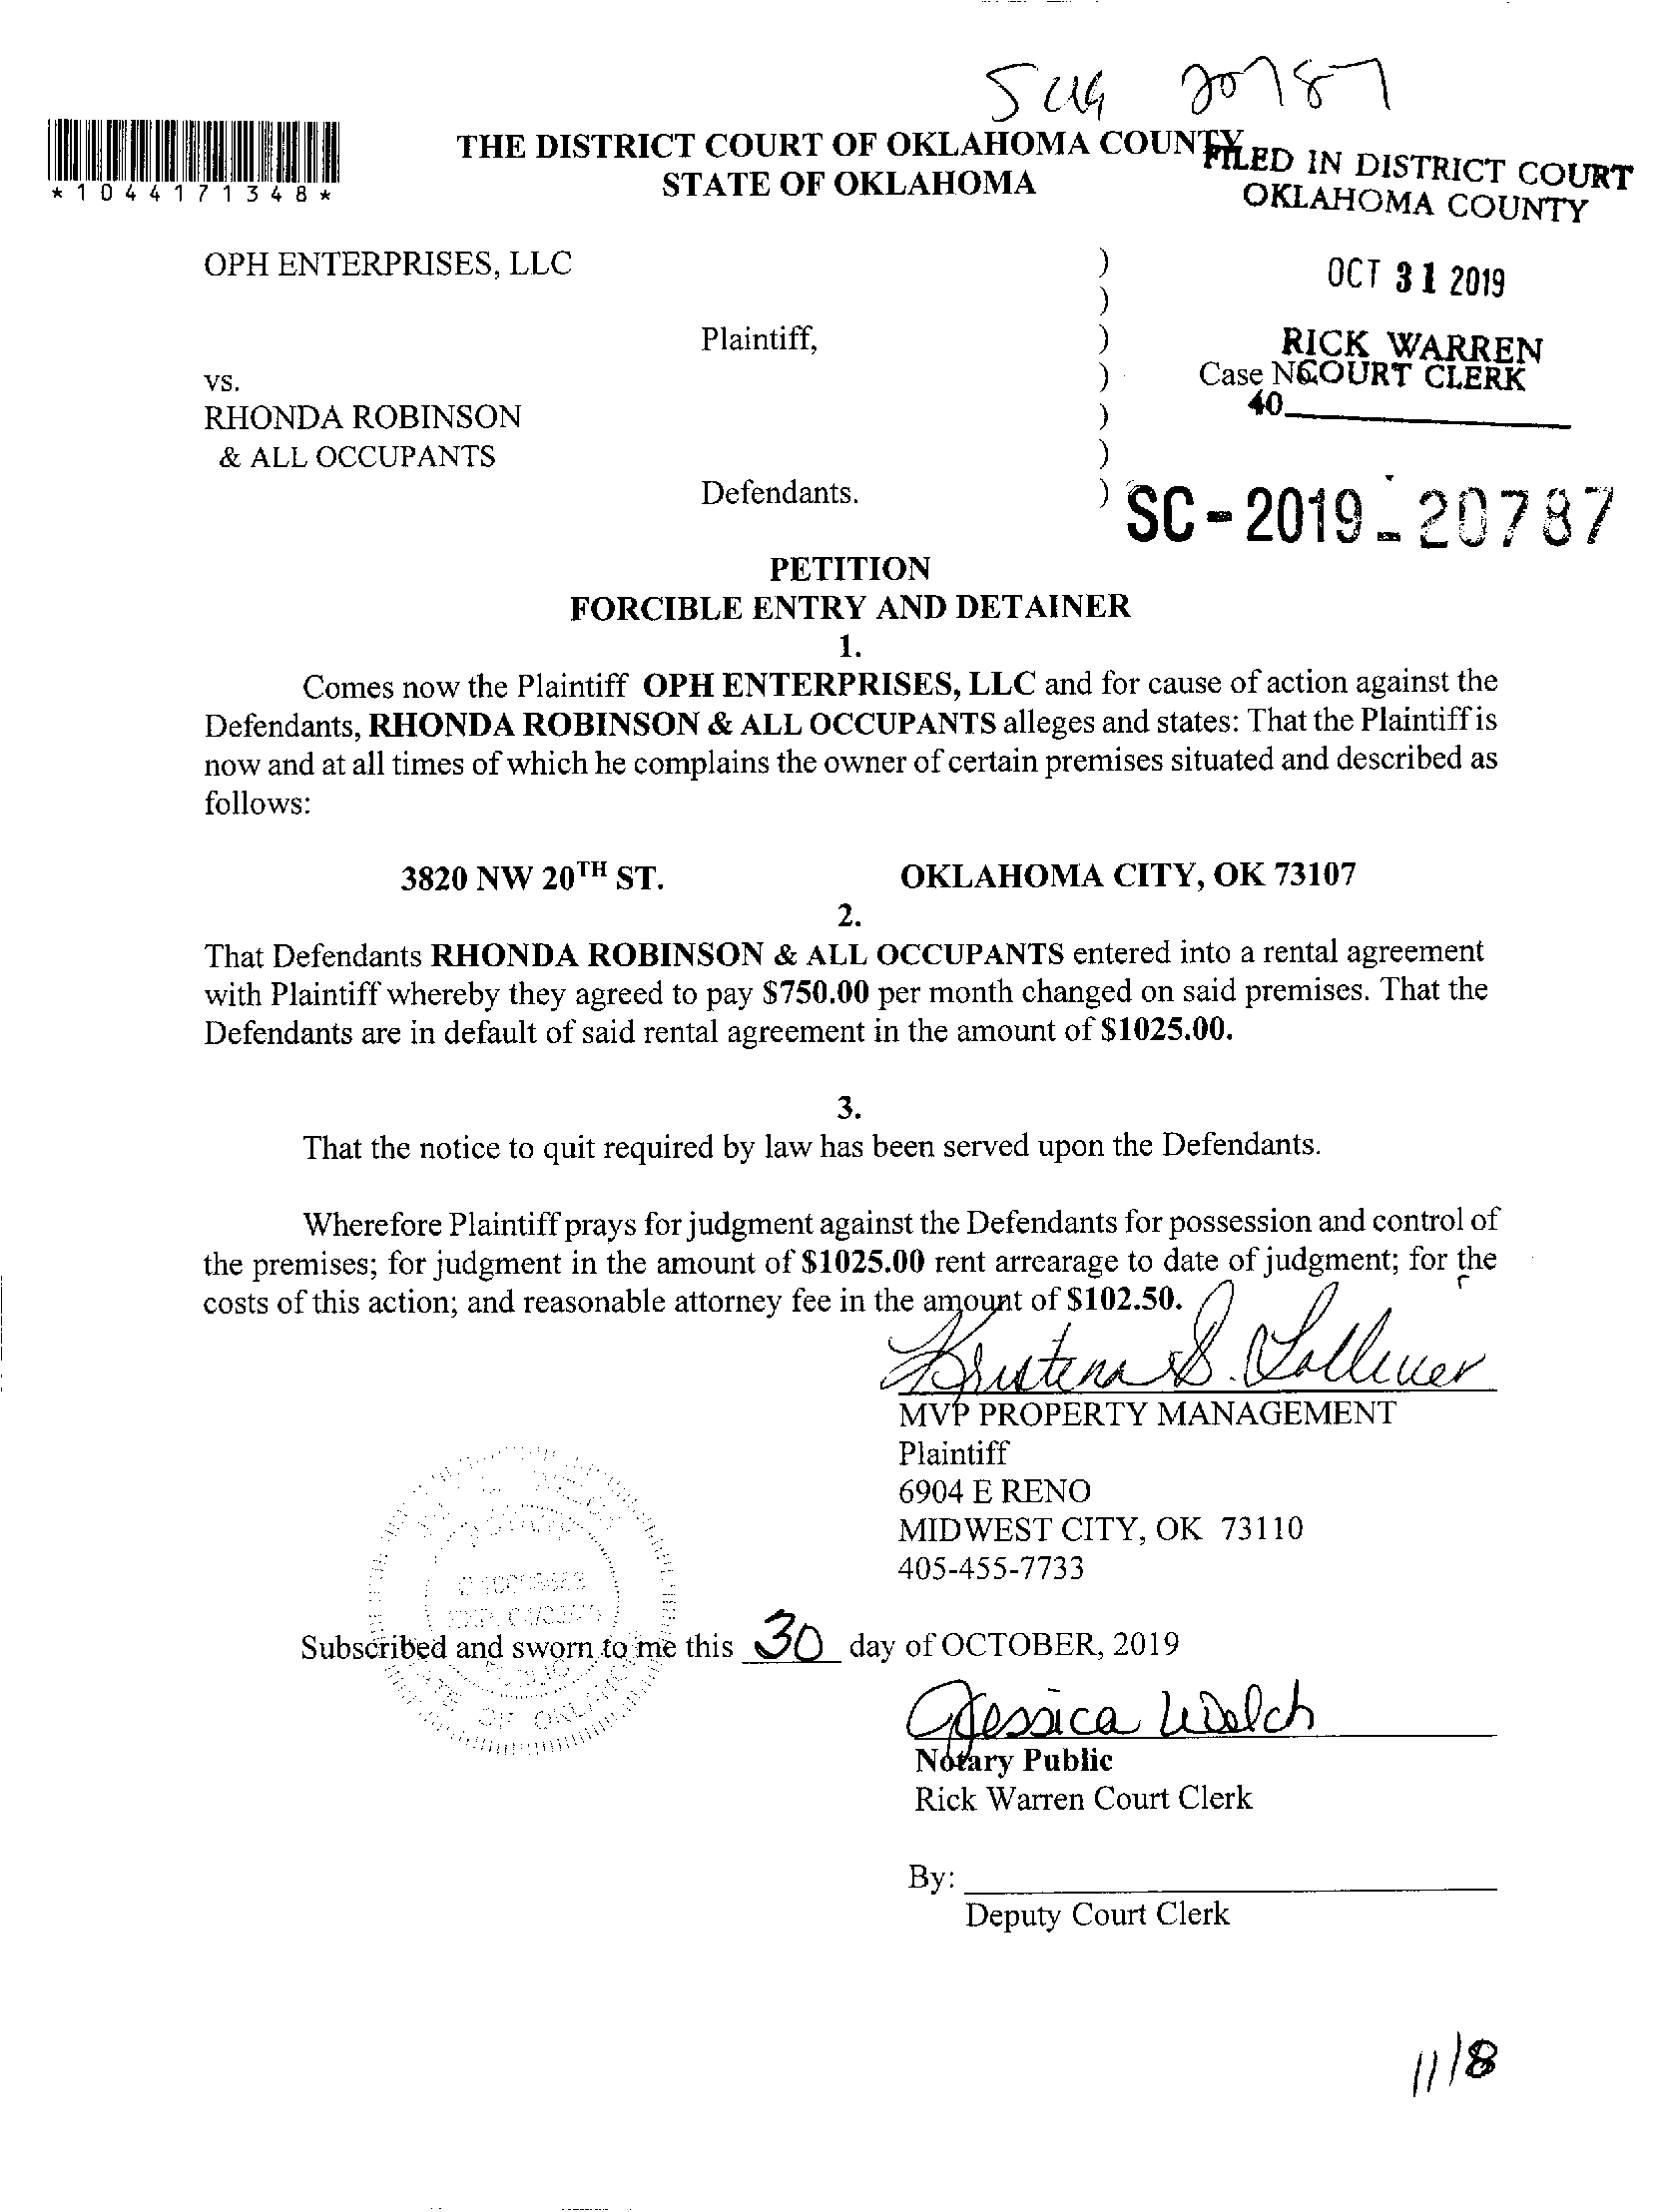 20787
*1044171348*
THE DISTRICT COURT OF OKLAHOMA COUNTY
STATE OF OKLAHOMA
FILED IN DISTRICT COURT
OKLAHOMA COUNTY
OPH ENTERPRISES, LLC )
)
OCT 31 2019
Plaintiff, )
RICK WARREN
vs. )
Case No COURT CLERK
40
RHONDA ROBINSON )
& ALL OCCUPANTS )
Defendants. )
SC-2019-20787
PETITION
FORCIBLE ENTRY AND DETAINER
1.
Comes now the Plaintiff OPH ENTERPRISES, LLC and for cause of action against the
Defendants, RHONDA ROBINSON & ALL OCCUPANTS alleges and states: That the Plaintiff is
now and at all times of which he complains the owner of certain premises situated and described as
follows:
3820 NW 20TH ST. OKLAHOMA CITY, OK 73107
2.
That Defendants RHONDA ROBINSON & ALL OCCUPANTS entered into a rental agreement
with Plaintiff whereby they agreed to pay $750.00 per month changed on said premises. That the
Defendants are in default of said rental agreement in the amount of $1025.00.
3.
That the notice to quit required by law has been served upon the Defendants.
Wherefore Plaintiff prays for judgment against the Defendants for possession and control of
the premises; for judgment in the amount of $1025.00 rent arrearage to date of judgment; for the
costs of this action; and reasonable attorney fee in the amount of $102.50.
MVP PROPERTY MANAGEMENT
Plaintiff
6904 E RENO
MIDWEST CITY, OK 73110
405-455-7733
Subscribed and sworn to me this 30 day of OCTOBER, 2019
Jessica Welch
Notary Public
Rick Warren Court Clerk
By:
Deputy Court Clerk
11/8